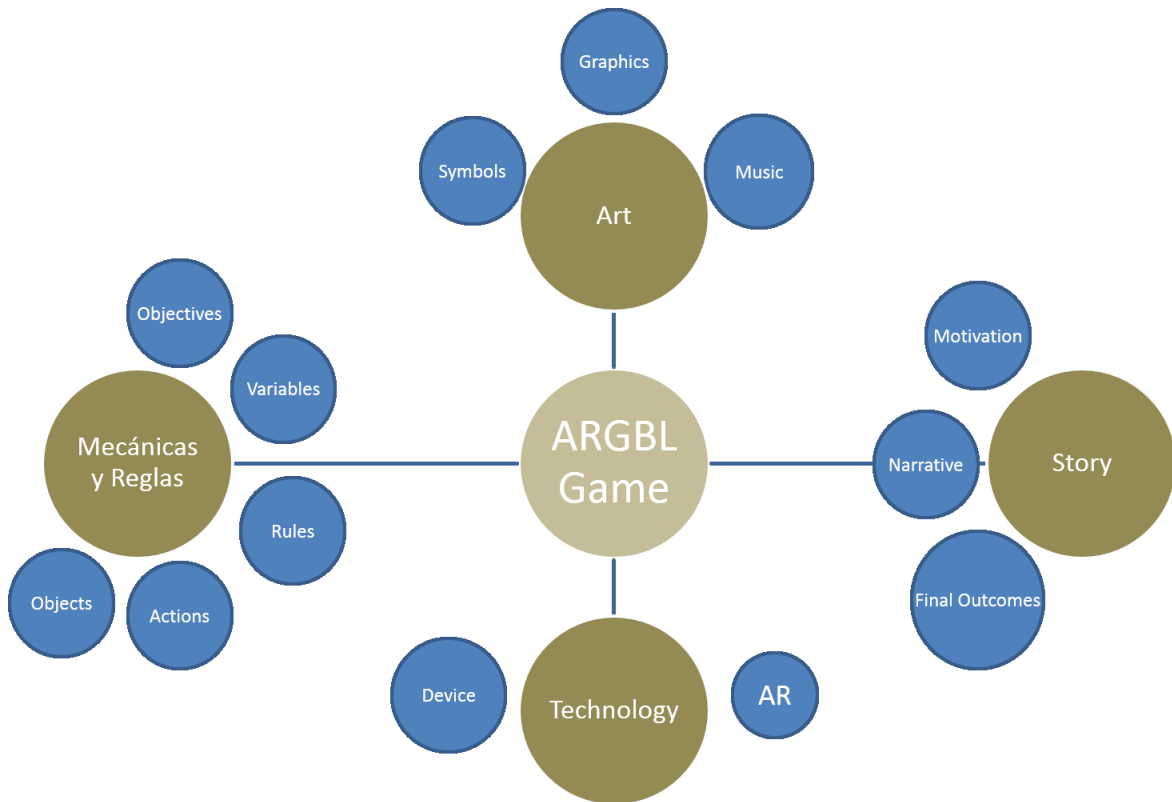 Graphics
Symbols
Music
Art
Objectives
Variables
Mecánicas
y Reglas
Rules
Objects
Actions
ARGBL
Game
Motivation
Narrative
Story
Final Outcomes
Device
Technology
AR